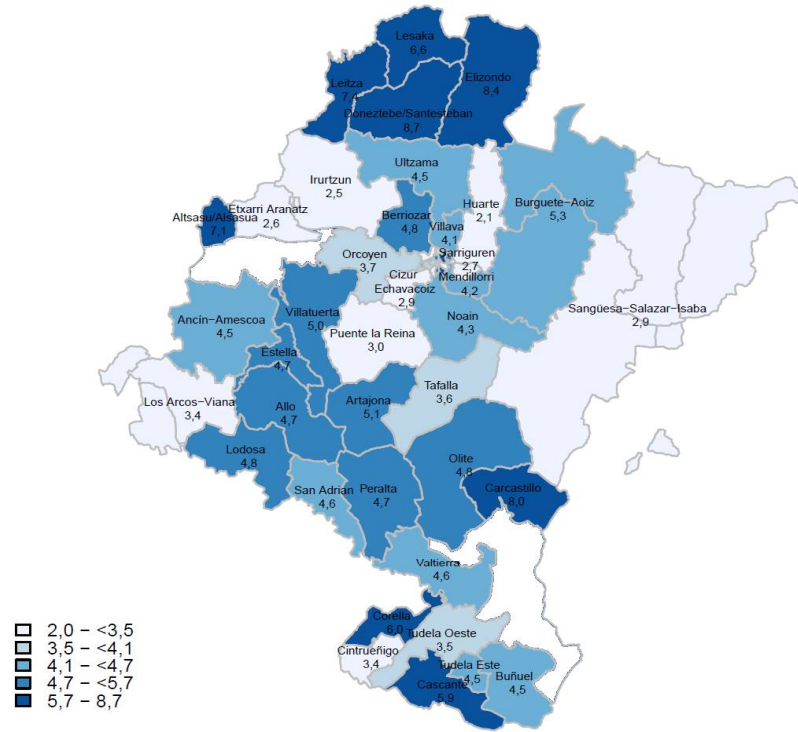 Lesaka
6,6
Leitza
7,4
Elizondo
8,4
Doneztebe/Santesteban
8,7
Ultzama
4,5
Irurtzun
2,5
Huarte
2,1
Burguete−Aoiz
5,3
Etxarri Aranatz
2,6
Altsasu/Alsasua
7,1
Berriozar
4,8
Villava
4,1
Sarriguren
2,7
Orcoyen
3,7
Cizur
Echavacoiz
2,9
Mendillorri
4,2
Ancín−Amescoa
4,5
Villatuerta
5,0
Noain
4,3
Sangüesa−Salazar−Isaba
2,9
Puente la Reina
3,0
Estella
4,7
Tafalla
3,6
Los Arcos−Viana
3,4
Allo
4,7
Artajona
5,1
Lodosa
4,8
Olite
4,8
San Adrián
4,6
Peralta
4,7
Carcastillo
8,0
Valtierra
4,6
Corella
6,0
Tudela Oeste
3,5
Cintruéñigo
3,4
Tudela Este
4,5
Buñuel
4,5
Cascante
5,9
2,0 − <3,5
3,5 − <4,1
4,1 − <4,7
4,7 − <5,7
5,7 − 8,7